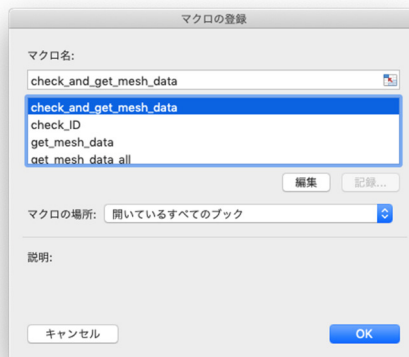 マクロの登録
マクロ名:
check_and_get_mesh_data
check_and_get_mesh_data
check_ID
get_mesh_data
get_mesh_data_all
編集
記録...
マクロの場所:
開いているすべてのブック
説明:
キャンセル
OK